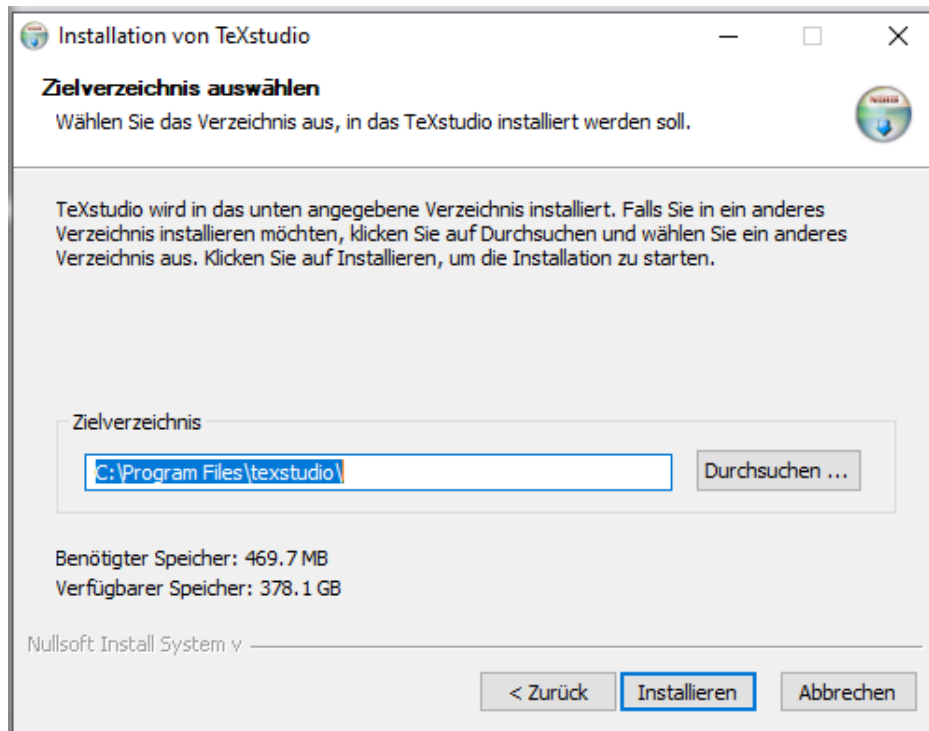 Installation von TeXstudio
Zielverzeichnis auswählen
Wählen Sie das Verzeichnis aus, in das TeXstudio installiert werden soll.
TeXstudio wird in das unten angegebene Verzeichnis installiert. Falls Sie in ein anderes
Verzeichnis installieren möchten, klicken Sie auf Durchsuchen und wählen Sie ein anderes
Verzeichnis aus. Klicken Sie auf Installieren, um die Installation zu starten.
Zielverzeichnis
C:\Program Files\texstudio\
Durchsuchen ...
Benötigter Speicher: 469.7 MB
Verfügbarer Speicher: 378.1 GB
Nullsoft Install System v
< Zurück
Installieren
Abbrechen